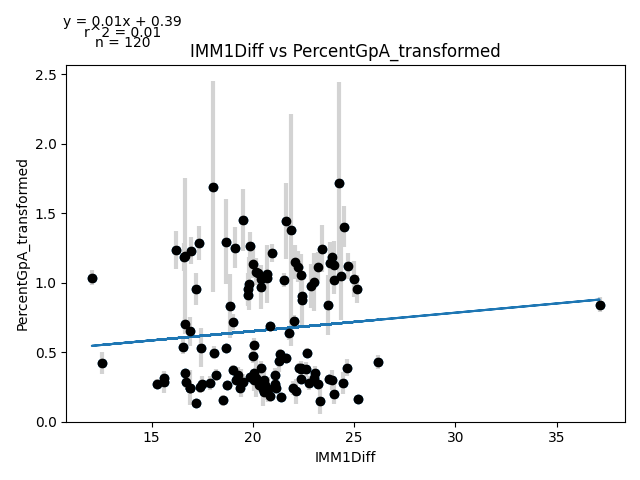 y = 0.01x + 0.39
r^2 = 0.01
n = 120
IMM1Diff vs PercentGpA_transformed
2.5
2.0
1.5
1.0
0.5
0.0
PercentGpA_transformed
15
20
25
30
35
IMM1Diff